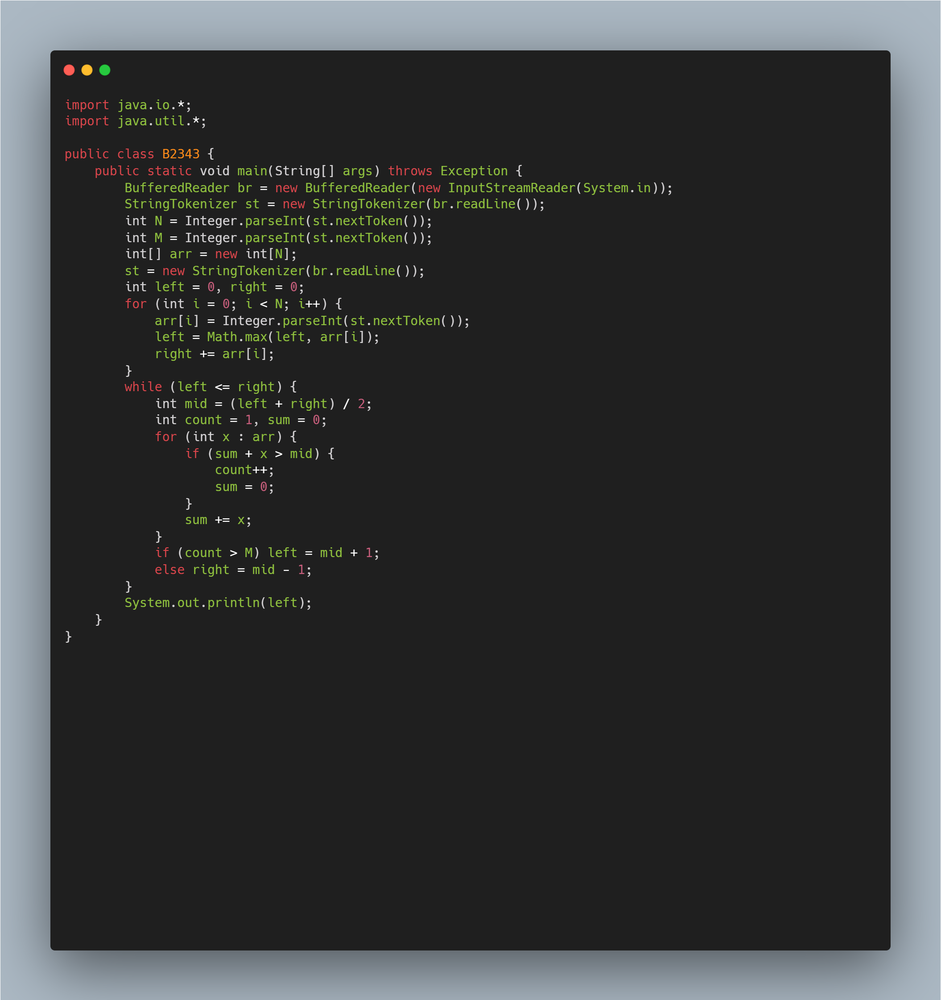 import java.io.*;
import java.util.*;

public class B2343 {
    public static void main(String[] args) throws Exception {
        BufferedReader br = new BufferedReader(new InputStreamReader(System.in));
        StringTokenizer st = new StringTokenizer(br.readLine());
        int N = Integer.parseInt(st.nextToken());
        int M = Integer.parseInt(st.nextToken());
        int[] arr = new int[N];
        st = new StringTokenizer(br.readLine());
        int left = 0, right = 0;
        for (int i = 0; i < N; i++) {
            arr[i] = Integer.parseInt(st.nextToken());
            left = Math.max(left, arr[i]);
            right += arr[i];
        }
        while (left <= right) {
            int mid = (left + right) / 2;
            int count = 1, sum = 0;
            for (int x : arr) {
                if (sum + x > mid) {
                    count++;
                    sum = 0;
                }
                sum += x;
            }
            if (count > M) left = mid + 1;
            else right = mid - 1;
        }
        System.out.println(left);
    }
}